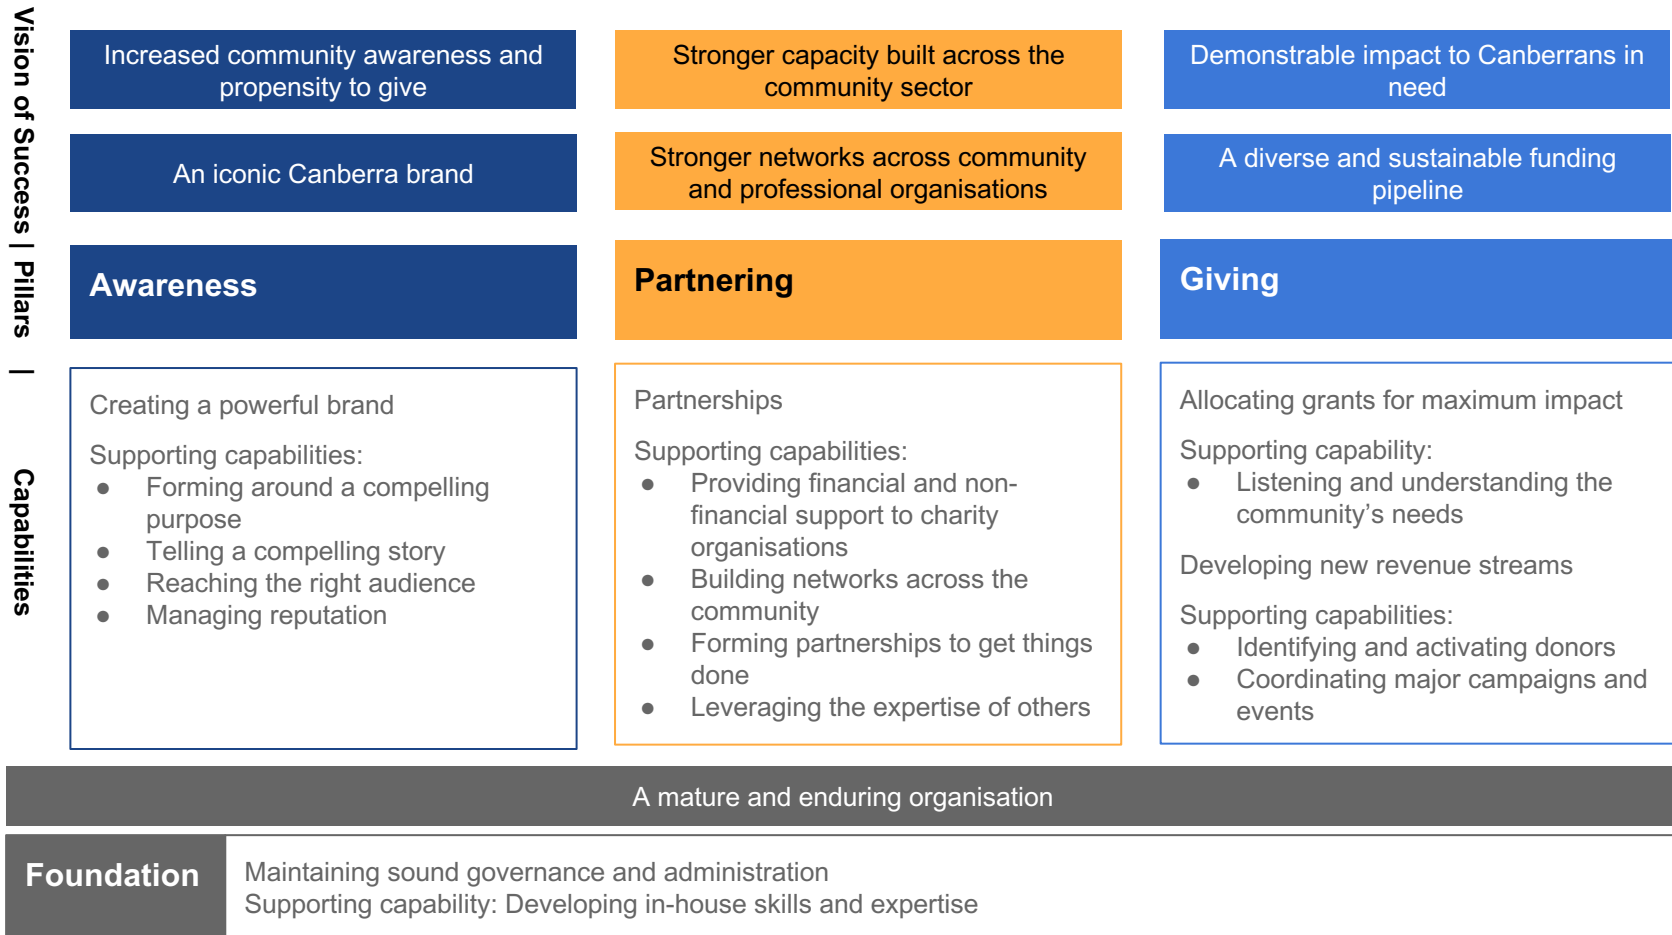 Vision of Success | Pillars | Capabilities
Increased community awareness and
propensity to give
Stronger capacity built across the
community sector
Demonstrable impact to Canberrans in
need
An iconic Canberra brand
Stronger networks across community
and professional organisations
A diverse and sustainable funding
pipeline
Awareness
Partnering
Giving
Creating a powerful brand
Supporting capabilities:
● Forming around a compelling
purpose
● Telling a compelling story
● Reaching the right audience
● Managing reputation
Partnerships
Supporting capabilities:
● Providing financial and non-
financial support to charity
organisations
● Building networks across the
community
● Forming partnerships to get things
done
● Leveraging the expertise of others
Allocating grants for maximum impact
Supporting capability:
● Listening and understanding the
community’s needs
Developing new revenue streams
Supporting capabilities:
● Identifying and activating donors
● Coordinating major campaigns and
events
A mature and enduring organisation
Foundation
Maintaining sound governance and administration
Supporting capability: Developing in-house skills and expertise